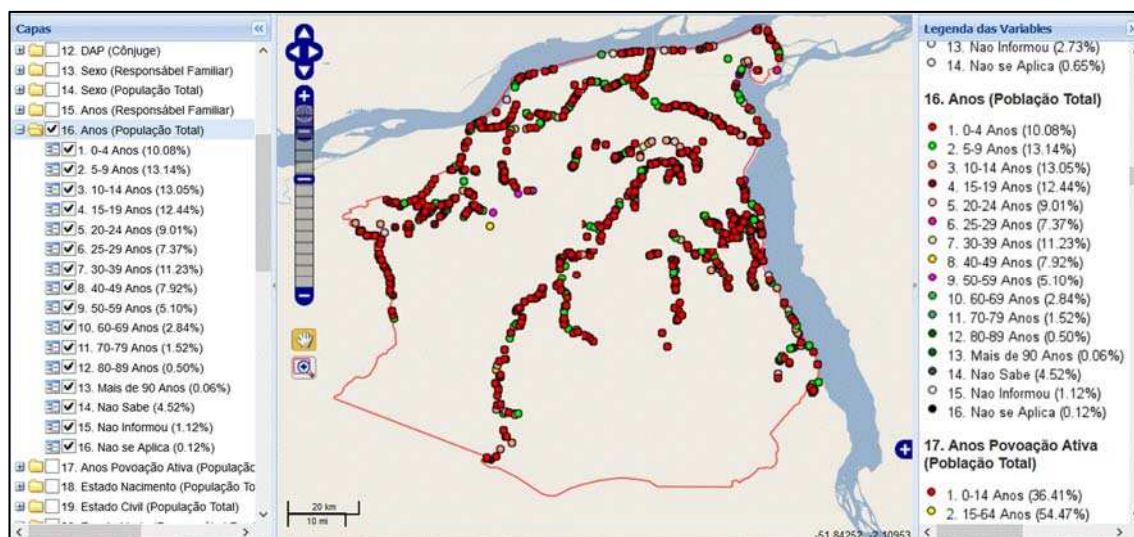 Capas
12. DAP (Cônjuge)
13. Sexo (Responsábel Familiar)
14. Sexo (População Total)
15. Anos (Responsábel Familiar)
16. Anos (População Total)
1. 0-4 Anos (10.08%)
2. 5-9 Anos (13.14%)
3. 10-14 Anos (13.05%)
4. 15-19 Anos (12.44%)
5. 20-24 Anos (9.01%)
6. 25-29 Anos (7.37%)
7. 30-39 Anos (11.23%)
8. 40-49 Anos (7.92%)
9. 50-59 Anos (5.10%)
10. 60-69 Anos (2.84%)
11. 70-79 Anos (1.52%)
12. 80-89 Anos (0.50%)
13. Mais de 90 Anos (0.06%)
14. Nao Sabe (4.52%)
15. Nao Informou (1.12%)
16. Nao se Aplica (0.12%)
17. Anos Povoação Ativa (População
18. Estado Nacimento (População To
19. Estado Civil (População Total)
20 km
10 mi
-51.84252, -2.10953
Legenda das Variables
13. Nao Informou (2.73%)
14. Nao se Aplica (0.65%)
16. Anos (Poblação Total)
1. 0-4 Anos (10.08%)
2. 5-9 Anos (13.14%)
3. 10-14 Anos (13.05%)
4. 15-19 Anos (12.44%)
5. 20-24 Anos (9.01%)
6. 25-29 Anos (7.37%)
7. 30-39 Anos (11.23%)
8. 40-49 Anos (7.92%)
9. 50-59 Anos (5.10%)
10. 60-69 Anos (2.84%)
11. 70-79 Anos (1.52%)
12. 80-89 Anos (0.50%)
13. Mais de 90 Anos (0.06%)
14. Nao Sabe (4.52%)
15. Nao Informou (1.12%)
16. Nao se Aplica (0.12%)
17. Anos Povoação Ativa
(Poblação Total)
1. 0-14 Anos (36.41%)
2. 15-64 Anos (54.47%)